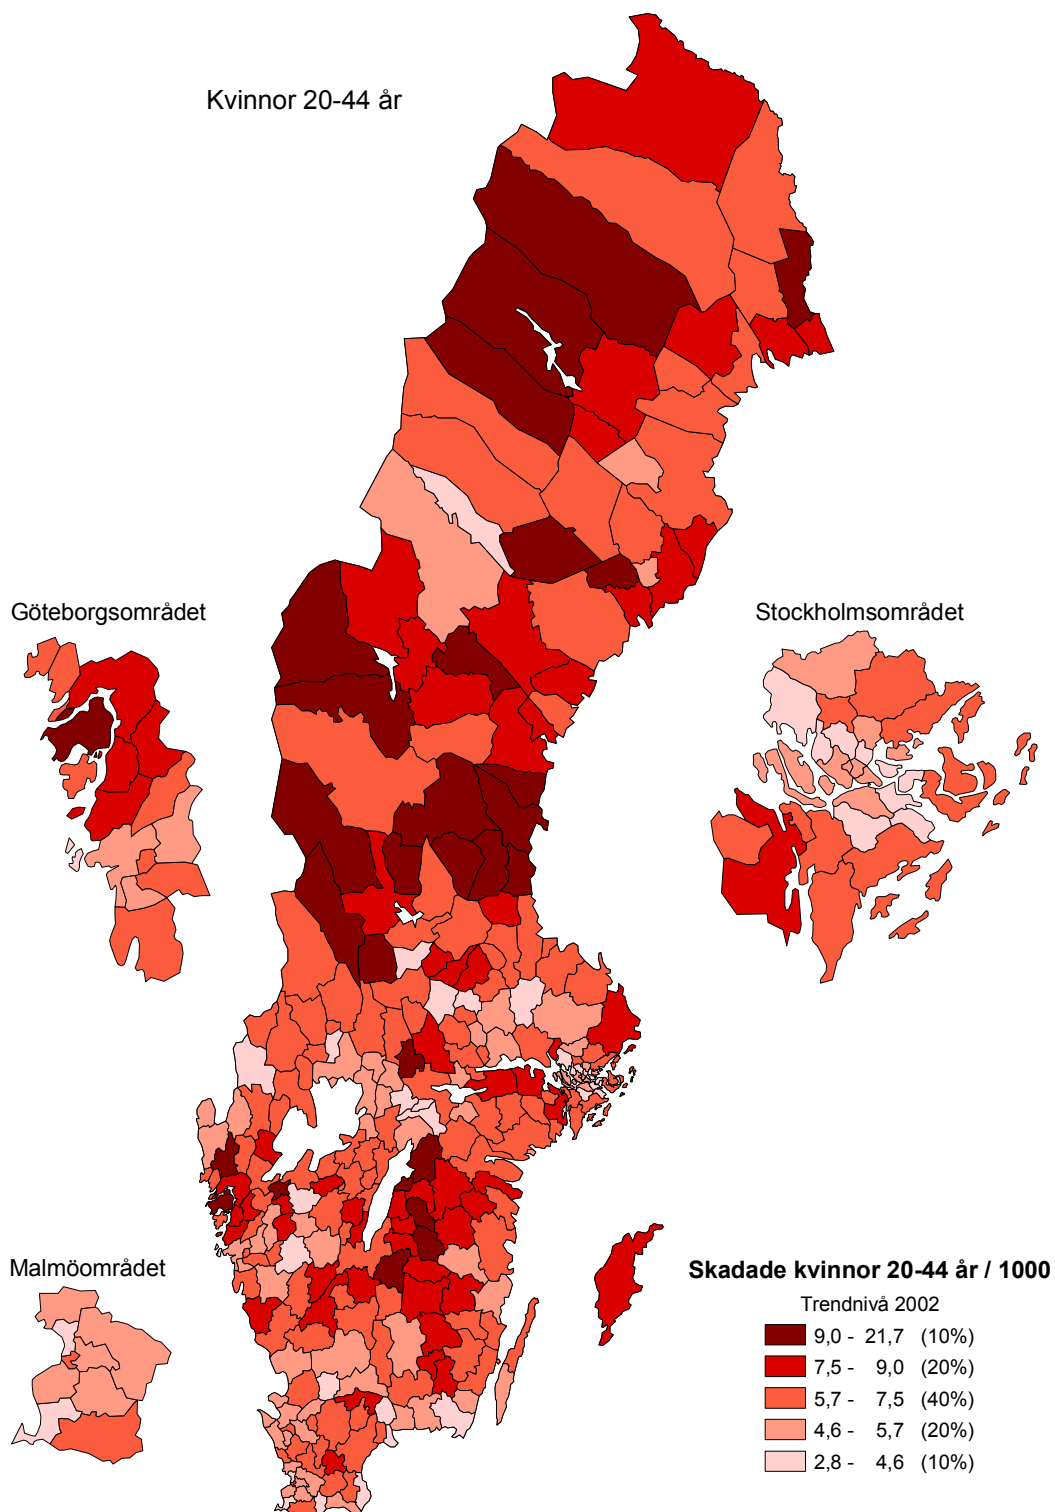 Kvinnor 20-44 år
Göteborgsområdet
Stockholmsområdet
Malmöområdet
Skadade kvinnor 20-44 år / 1000
Trendnivå 2002
9,0 - 21,7 (10%)
7,5 - 9,0 (20%)
5,7 - 7,5 (40%)
4,6 - 5,7 (20%)
2,8 - 4,6 (10%)